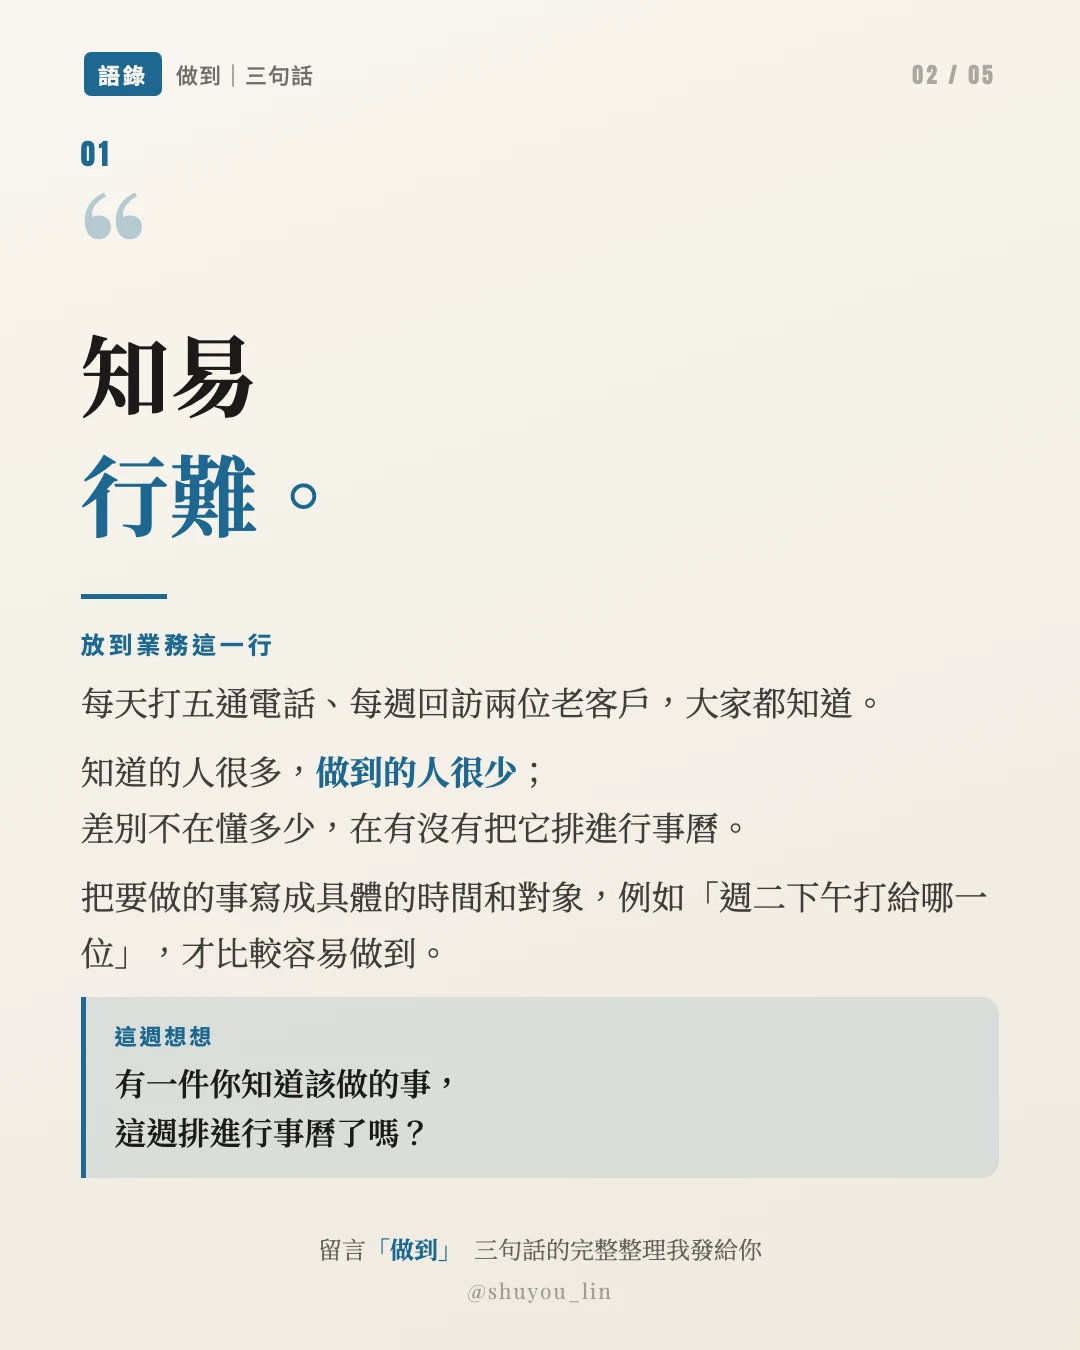 語錄 做到｜三句話 02 / 05
01
“
知易
行難。
放到業務這一行
每天打五通電話、每週回訪兩位老客戶，大家都知道。
知道的人很多，做到的人很少；
差別不在懂多少，在有沒有把它排進行事曆。
把要做的事寫成具體的時間和對象，例如「週二下午打給哪一
位」，才比較容易做到。
這週想想
有一件你知道該做的事，
這週排進行事曆了嗎？
留言「做到」 三句話的完整整理我發給你
@shuyou_lin